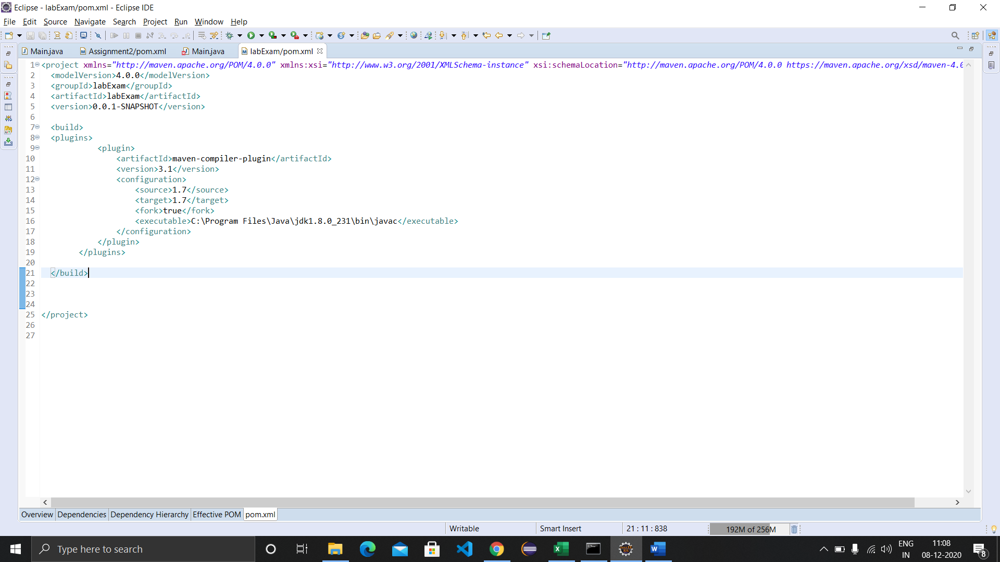 Eclipse - labExam/pom.xml - Eclipse IDE
File Edit Source Navigate Search Project Run Window Help
Main.java Assignment2/pom.xml Main.java labExam/pom.xml
1 <project xmlns="http://maven.apache.org/POM/4.0.0" xmlns:xsi="http://www.w3.org/2001/XMLSchema-instance" xsi:schemaLocation="http://maven.apache.org/POM/4.0.0 https://maven.apache.org/xsd/maven-4.0
2 <modelVersion>4.0.0</modelVersion>
3 <groupId>labExam</groupId>
4 <artifactId>labExam</artifactId>
5 <version>0.0.1-SNAPSHOT</version>
6
7 <build>
8 <plugins>
9 <plugin>
10 <artifactId>maven-compiler-plugin</artifactId>
11 <version>3.1</version>
12 <configuration>
13 <source>1.7</source>
14 <target>1.7</target>
15 <fork>true</fork>
16 <executable>C:\Program Files\Java\jdk1.8.0_231\bin\javac</executable>
17 </configuration>
18 </plugin>
19 </plugins>
20
21 </build>
22
23
24
25 </project>
26
27
Overview Dependencies Dependency Hierarchy Effective POM pom.xml
Writable Smart Insert 21 : 11 : 838 192M of 256M
Type here to search
ENG 11:08
IN 08-12-2020 8